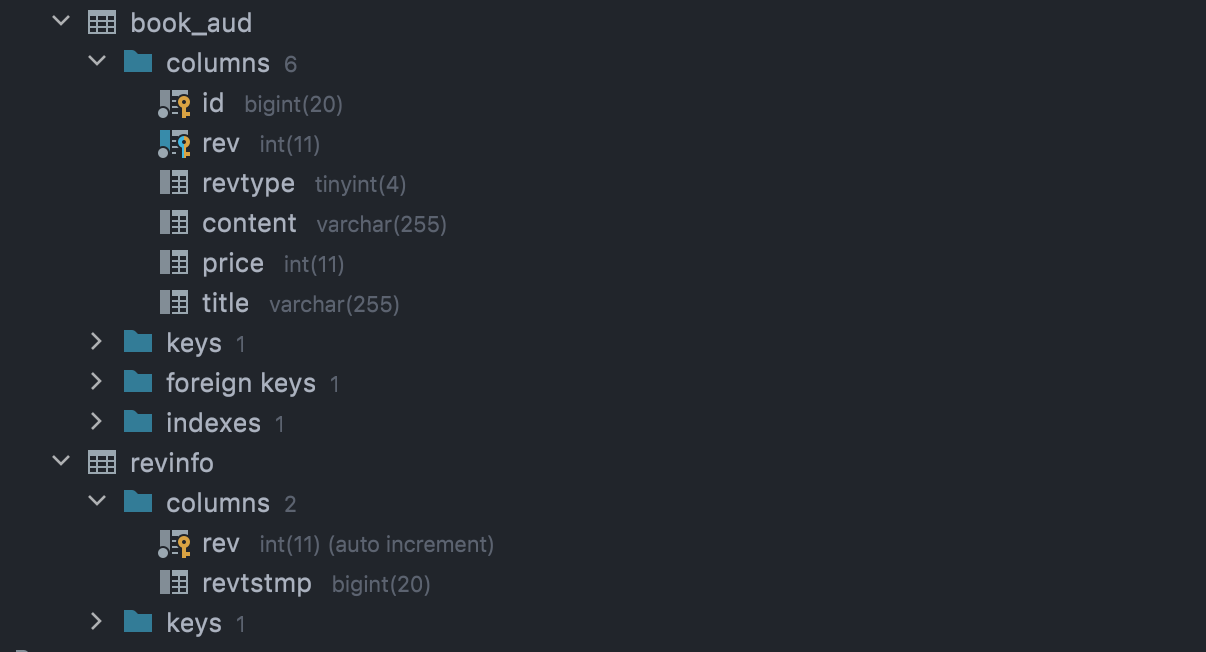 book_aud
columns 6
id bigint(20)
rev int(11)
revtype tinyint(4)
content varchar(255)
price int(11)
title varchar(255)
keys 1
foreign keys 1
indexes 1
revinfo
columns 2
rev int(11) (auto increment)
revtstmp bigint(20)
keys 1